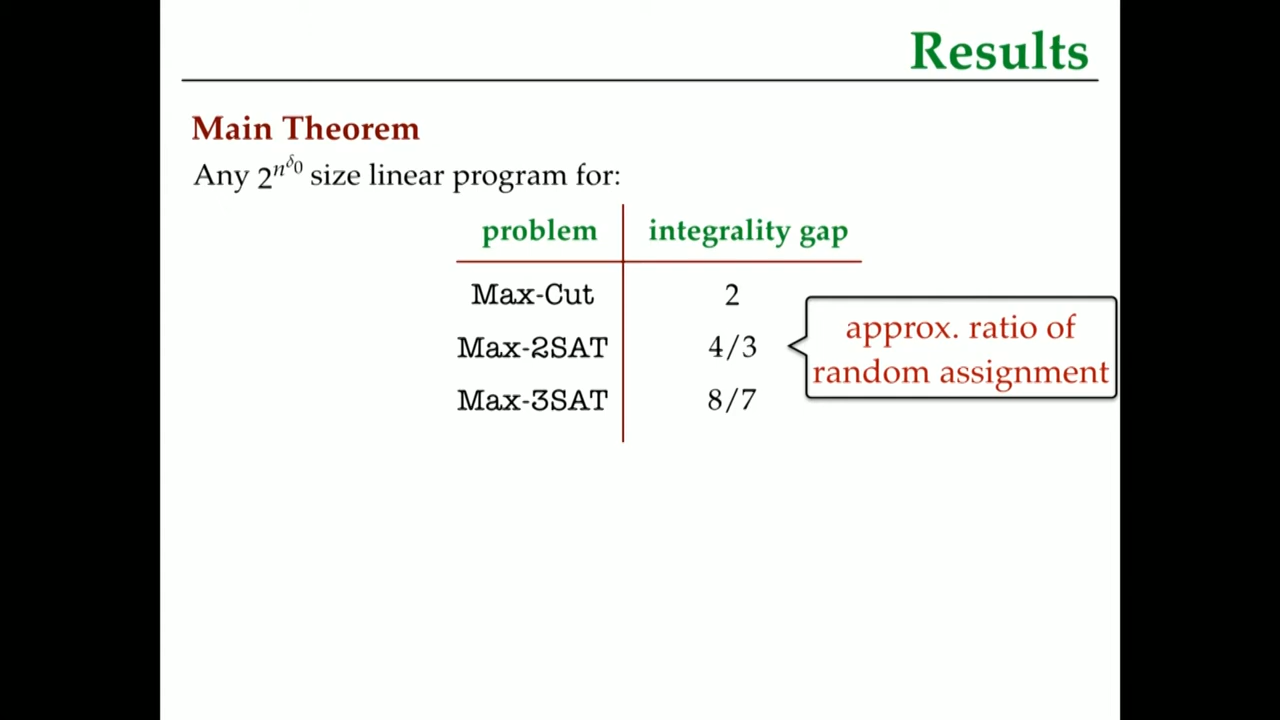 Results
Main Theorem
Any $2^{n^{\delta_0}}$ size linear program for:
problem integrality gap
Max-Cut 2
Max-2SAT 4/3
Max-3SAT 8/7
approx. ratio of
random assignment